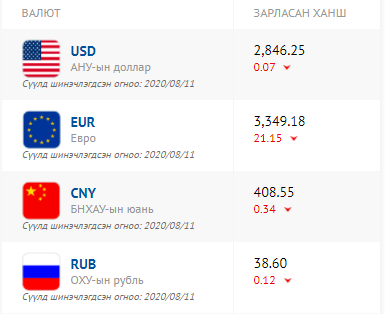 ВАЛЮТ ЗАРЛАСАН ХАНШ
USD 2,846.25
АНУ-ын доллар 0.07
Сүүлд шинэчлэгдсэн огноо: 2020/08/11
EUR 3,349.18
Евро 21.15
Сүүлд шинэчлэгдсэн огноо: 2020/08/11
CNY 408.55
БНХАУ-ын юань 0.34
Сүүлд шинэчлэгдсэн огноо: 2020/08/11
RUB 38.60
ОХУ-ын рубль 0.12
Сүүлд шинэчлэгдсэн огноо: 2020/08/11